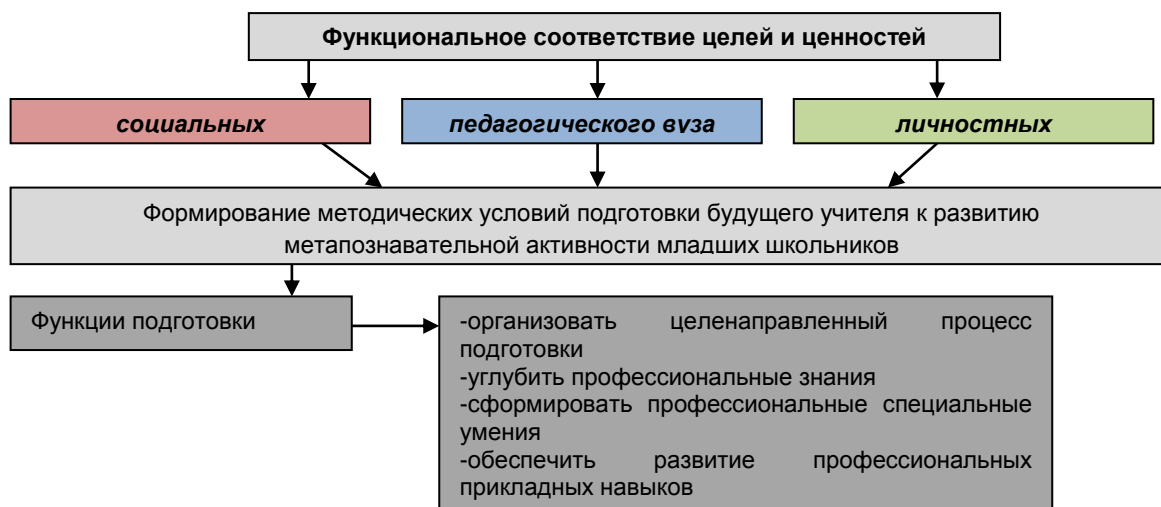 Функциональное соответствие целей и ценностей
социальных
педагогического вуза
личностных
Формирование методических условий подготовки будущего учителя к развитию
метапознавательной активности младших школьников
Функции подготовки
-организовать целенаправленный процесс
подготовки
-углубить профессиональные знания
-сформировать профессиональные специальные
умения
-обеспечить развитие профессиональных
прикладных навыков